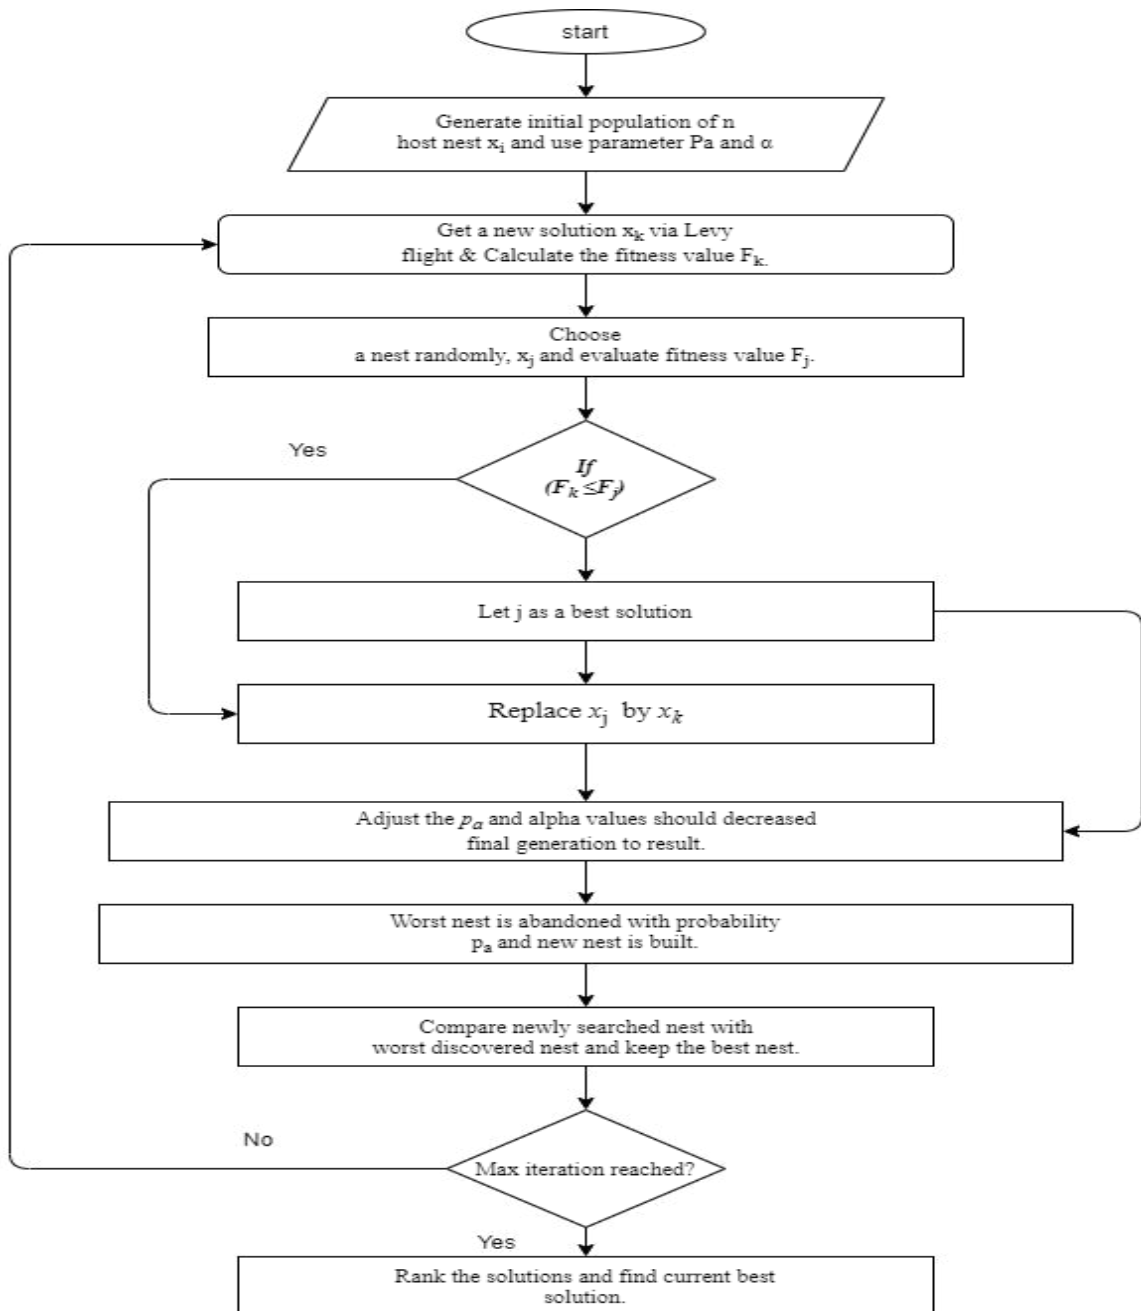 start
Generate initial population of n
host nest xᵢ and use parameter Pa and α
Get a new solution xₖ via Levy
flight & Calculate the fitness value Fₖ.
Choose
a nest randomly, xⱼ and evaluate fitness value Fⱼ.
Yes
If
(Fₖ≤Fⱼ)
Let j as a best solution
Replace xⱼ by xₖ
Adjust the pₐ and alpha values should decreased
final generation to result.
Worst nest is abandoned with probability
pₐ and new nest is built.
Compare newly searched nest with
worst discovered nest and keep the best nest.
No
Max iteration reached?
Yes
Rank the solutions and find current best
solution.